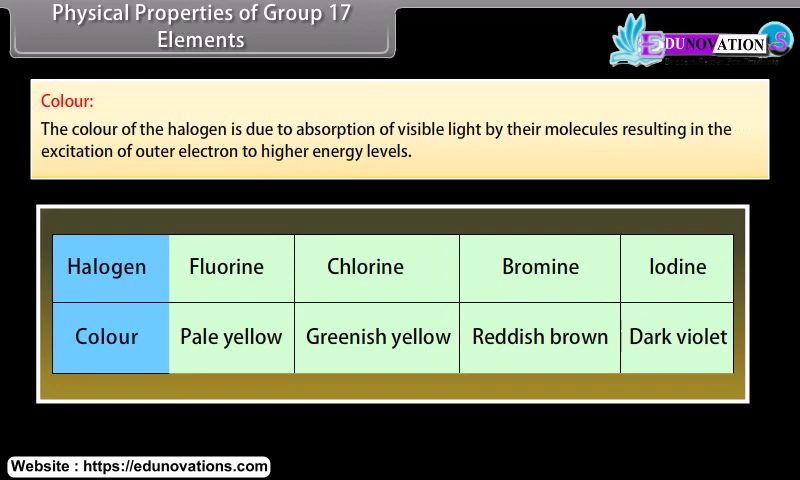 Physical Properties of Group 17
Elements
EDUNOVATIONS
Colour:
The colour of the halogen is due to absorption of visible light by their molecules resulting in the
excitation of outer electron to higher energy levels.
Halogen Fluorine Chlorine Bromine Iodine
Colour Pale yellow Greenish yellow Reddish brown Dark violet
Website : https://edunovations.com